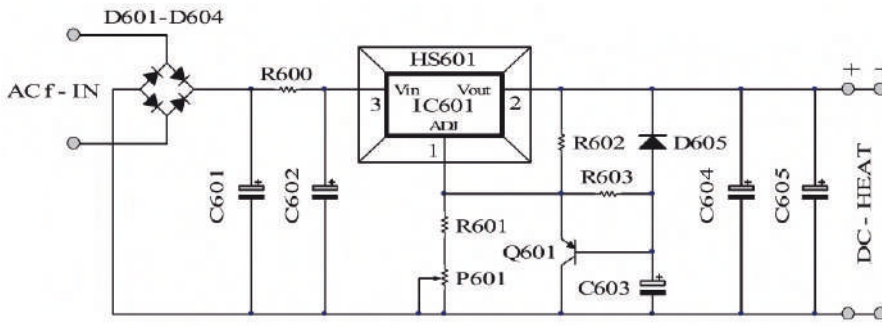 D601-D604
HS601
R600
AC f - IN
Vin Vout
IC601
3
2
ADJ
1
+ -
R602
D605
R603
C601
C602
R601
C604
C605
DC - HEAT
Q601
P601
C603
+
+
+
+
+